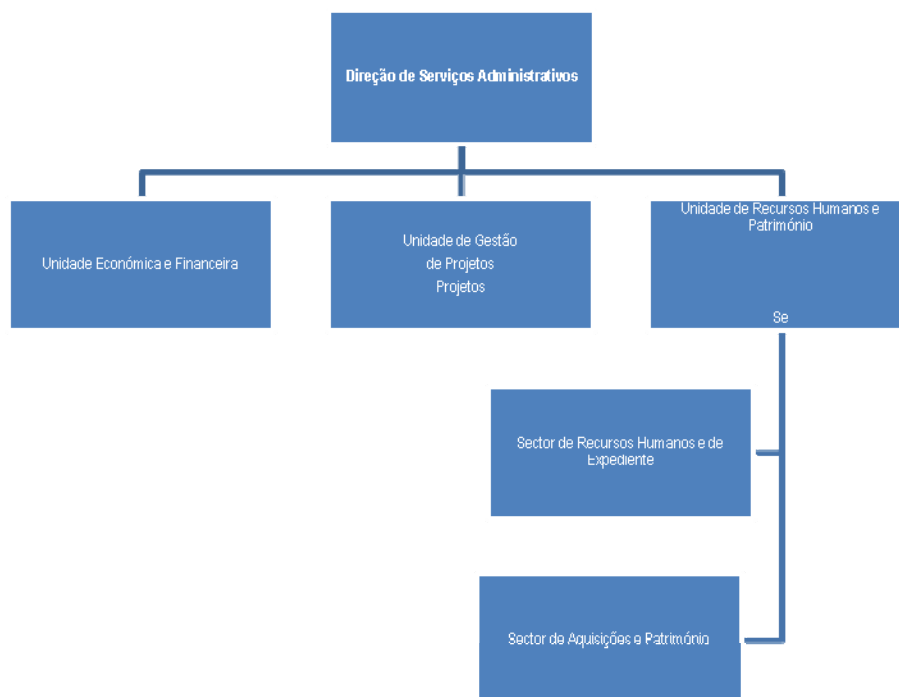 Direção de Serviços Administrativos
Unidade Económica e Financeira
Unidade de Gestão
de Projetos
Projetos
Unidade de Recursos Humanos e
Património
Se
Sector de Recursos Humanos e de
Expediente
Sector de Aquisições e Património